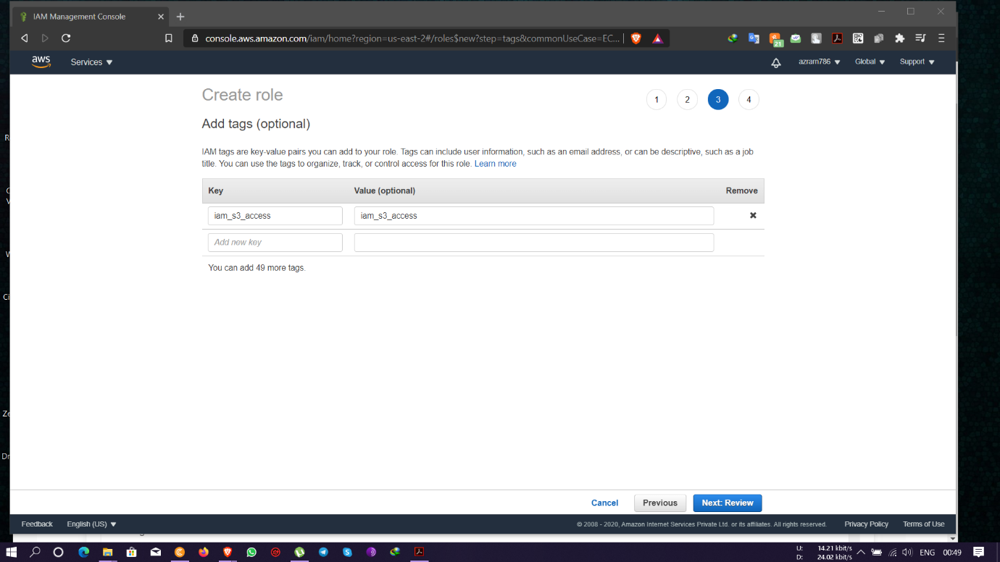 IAM Management Console
console.aws.amazon.com/iam/home?region=us-east-2#/roles$new?step=tags&commonUseCase=EC...
21
aws
Services
azram786
Global
Support
Create role
1
2
3
4
Add tags (optional)
IAM tags are key-value pairs you can add to your role. Tags can include user information, such as an email address, or can be descriptive, such as a job
title. You can use the tags to organize, track, or control access for this role. Learn more
Key
Value (optional)
Remove
iam_s3_access
iam_s3_access
Add new key
You can add 49 more tags.
Cancel
Previous
Next: Review
Feedback
English (US)
© 2008 - 2020, Amazon Internet Services Private Ltd. or its affiliates. All rights reserved.
Privacy Policy
Terms of Use
R
Ci
Ze
Dr
U: 14.21 kbit/s
D: 24.02 kbit/s
ENG
00:49